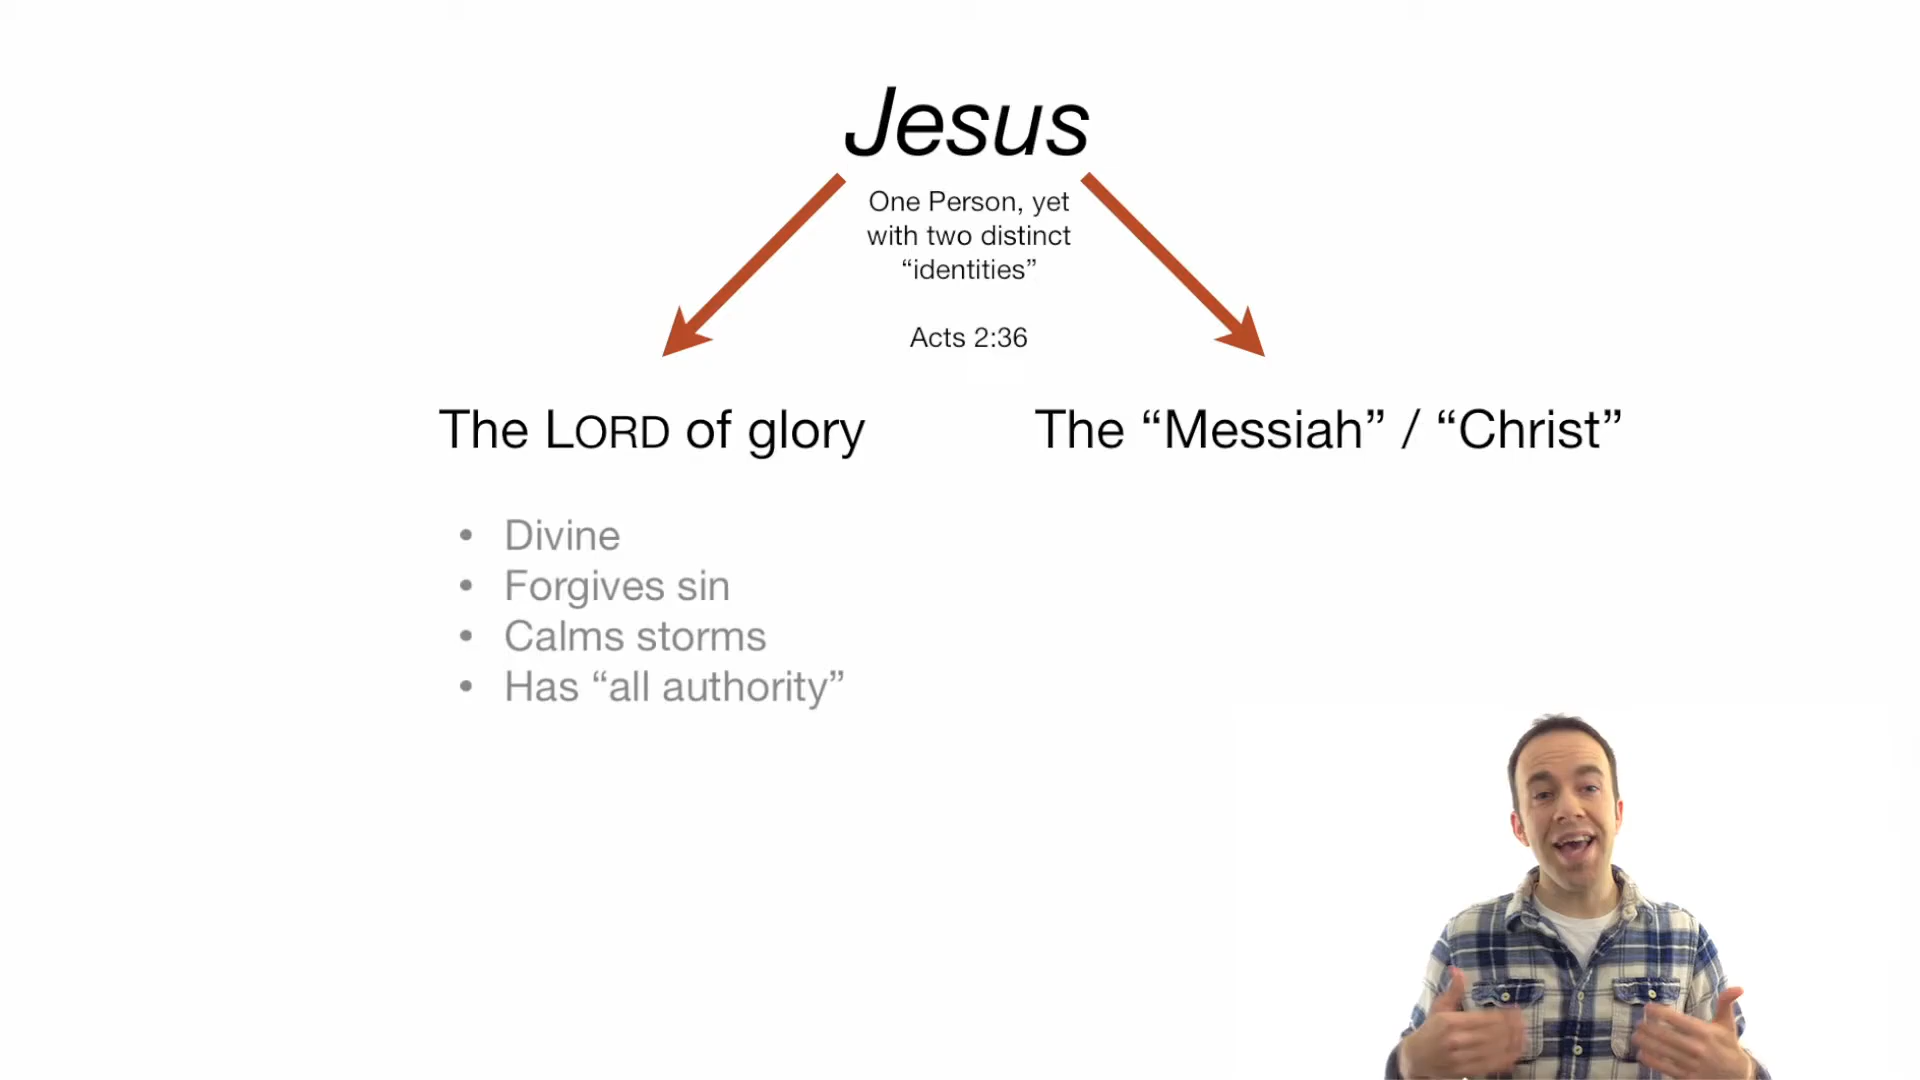 Jesus
One Person, yet
with two distinct
“identities”
Acts 2:36
The LORD of glory
The “Messiah” / “Christ”
• Divine
• Forgives sin
• Calms storms
• Has “all authority”